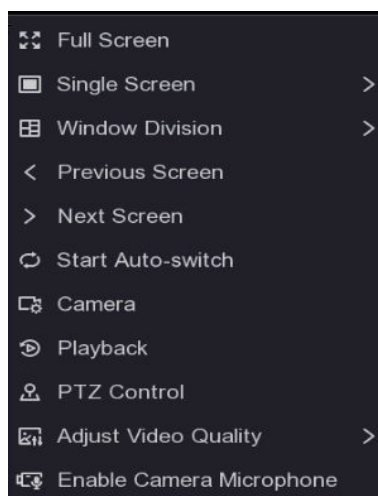 Full Screen
Single Screen
Window Division
Previous Screen
Next Screen
Start Auto-switch
Camera
Playback
PTZ Control
Adjust Video Quality
Enable Camera Microphone